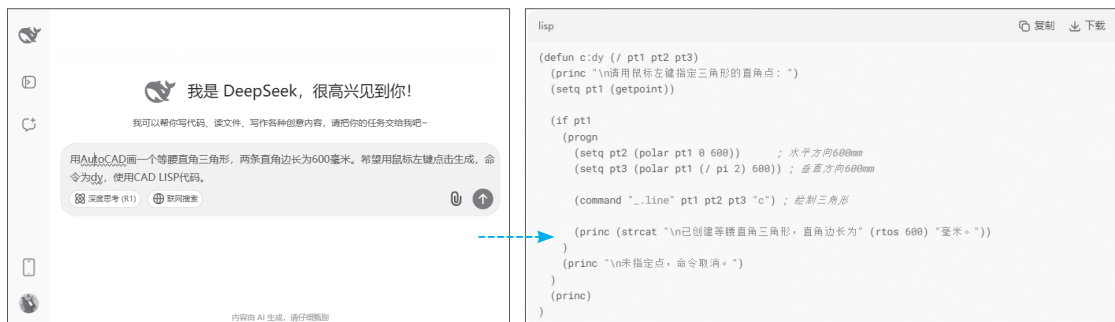 我是 DeepSeek，很高兴见到你！
我可以帮你写代码、读文件、写作各种创意内容，请把你的任务交给我吧~
用AutoCAD画一个等腰直角三角形，两条直角边长为600毫米。希望用鼠标左键点击生成，命
令为dy，使用CAD LISP代码。
深度思考 (R1) 联网搜索
内容由 AI 生成，请仔细甄别
lisp 复制 下载
(defun c:dy (/ pt1 pt2 pt3)
(princ "\n请用鼠标左键指定三角形的直角点：")
(setq pt1 (getpoint))
(if pt1
(progn
(setq pt2 (polar pt1 0 600)) ; 水平方向600mm
(setq pt3 (polar pt1 (/ pi 2) 600)) ; 垂直方向600mm
(command "_.line" pt1 pt2 pt3 "c") ; 绘制三角形
(princ (strcat "\n已创建等腰直角三角形，直角边长为" (rtos 600) "毫米。"))
)
(princ "\n未指定点，命令取消。")
)
(princ)
)